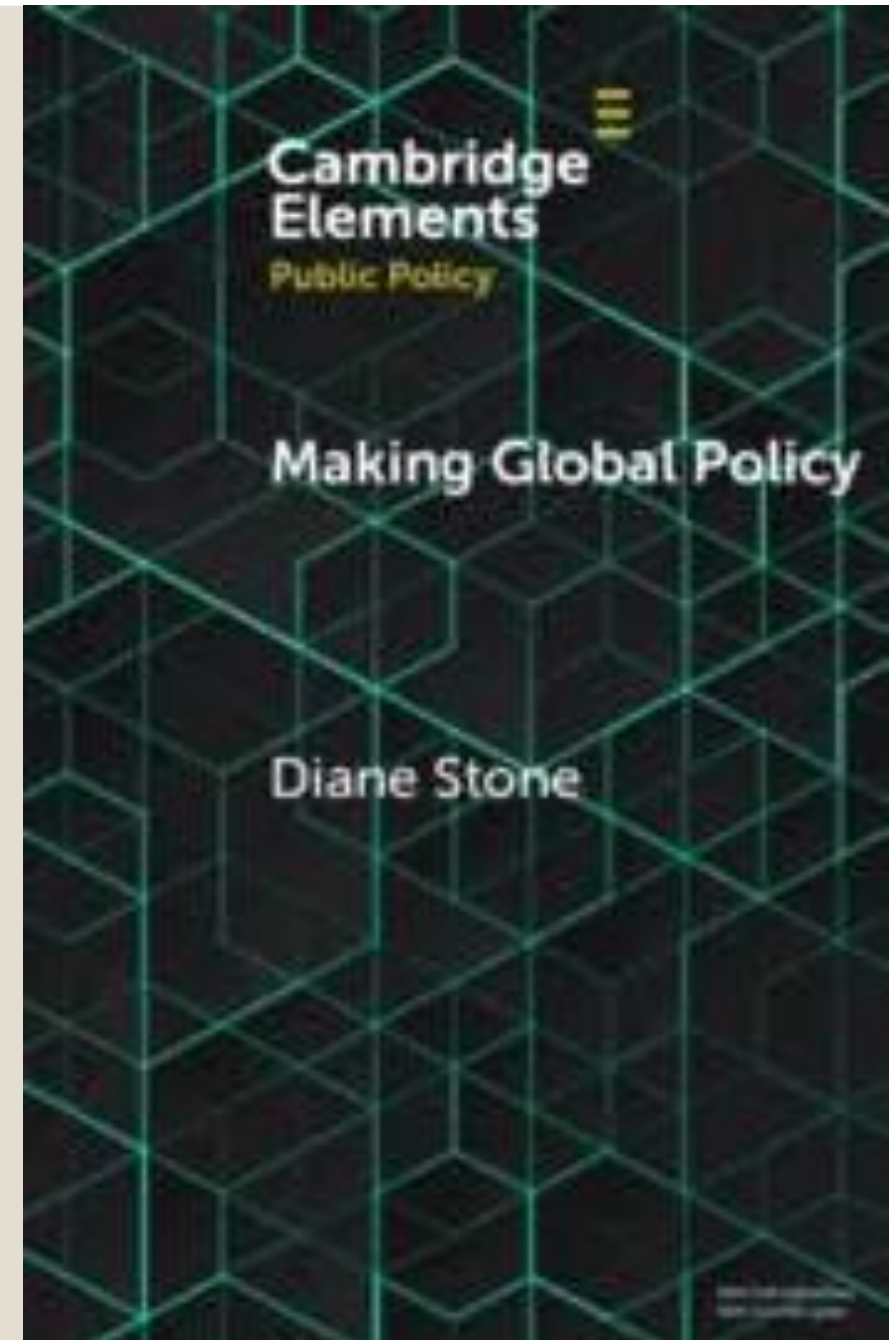 Cambridge
Elements
Public Policy
Making Global Policy
Diane Stone